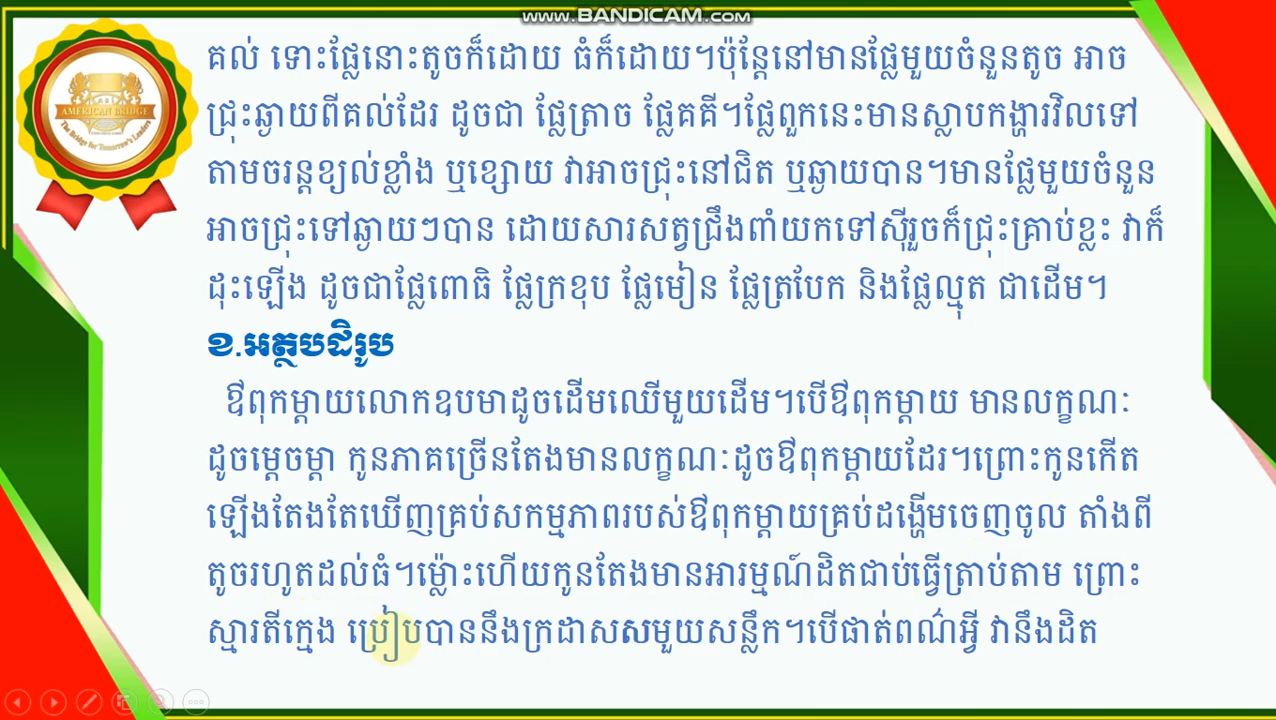 www.BANDICAM.com
AMERICAN BRIDGE
The Bridge for Tomorrow's Leaders
គល់ ទោះផ្លែនោះតូចក៏ដោយ ធំក៏ដោយ។ប៉ុន្តែនៅមានផ្លែមួយចំនួនតូច អាច
ជ្រុះឆ្ងាយពីគល់ដែរ ដូចជា ផ្លែត្រាច ផ្លែគគី។ផ្លែពួកនេះមានស្លាបកង្ហារវិលទៅ
តាមចរន្តខ្យល់ខ្លាំង ឬខ្សោយ វាអាចជ្រុះនៅជិត ឬឆ្ងាយបាន។មានផ្លែមួយចំនួន
អាចជ្រុះទៅឆ្ងាយៗបាន ដោយសារសត្វជ្រឹងពាំយកទៅស៊ីរួចក៏ជ្រុះគ្រាប់ខ្លះ វាក៏
ដុះឡើង ដូចជាផ្លែពោធិ ផ្លែក្រខុប ផ្លែមៀន ផ្លែត្របែក និងផ្លែល្មុត ជាដើម។
ខ.អត្ថបដិរូប
ឪពុកម្តាយលោកឧបមាដូចដើមឈើមួយដើម។បើឪពុកម្តាយ មានលក្ខណៈ
ដូចម្តេចម្តា កូនភាគច្រើនតែងមានលក្ខណៈដូចឪពុកម្តាយដែរ។ព្រោះកូនកើត
ឡើងតែងតែឃើញគ្រប់សកម្មភាពរបស់ឪពុកម្តាយគ្រប់ដង្ហើមចេញចូល តាំងពី
តូចរហូតដល់ធំ។ម៉្លោះហើយកូនតែងមានអារម្មណ៍ដិតជាប់ធ្វើត្រាប់តាម ព្រោះ
ស្មារតីក្មេង ប្រៀបបាននឹងក្រដាសសមួយសន្លឹក។បើផាត់ពណ៌អ្វី វានឹងដិត